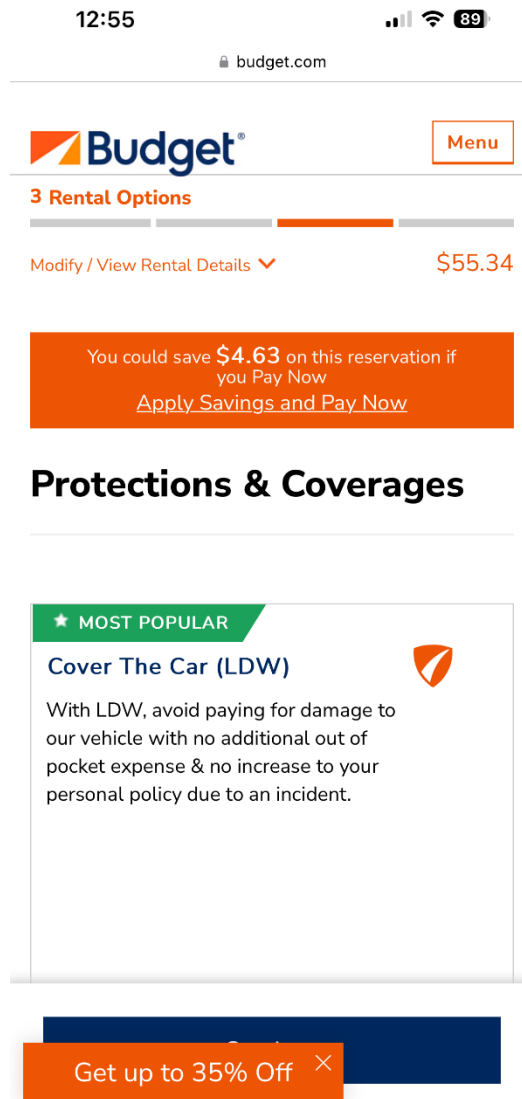 12:55
89
budget.com
Budget®
Menu
3 Rental Options
Modify / View Rental Details
$55.34
You could save $4.63 on this reservation if
you Pay Now
Apply Savings and Pay Now
Protections & Coverages
MOST POPULAR
Cover The Car (LDW)
With LDW, avoid paying for damage to
our vehicle with no additional out of
pocket expense & no increase to your
personal policy due to an incident.
Get up to 35% Off